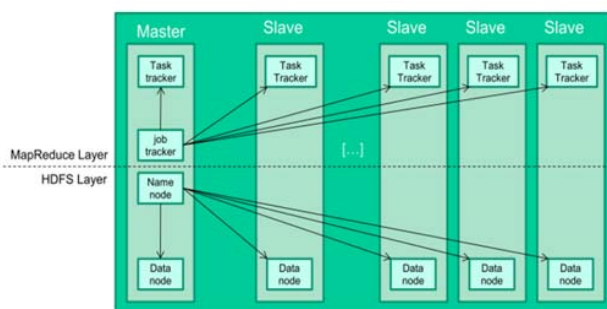 Master
Slave
Slave
Slave
Slave
Task
tracker
Task
Tracker
Task
Tracker
Task
Tracker
Task
Tracker
job
tracker
[...]
MapReduce Layer
HDFS Layer
Name
node
Data
node
Data
node
Data
node
Data
node
Data
node